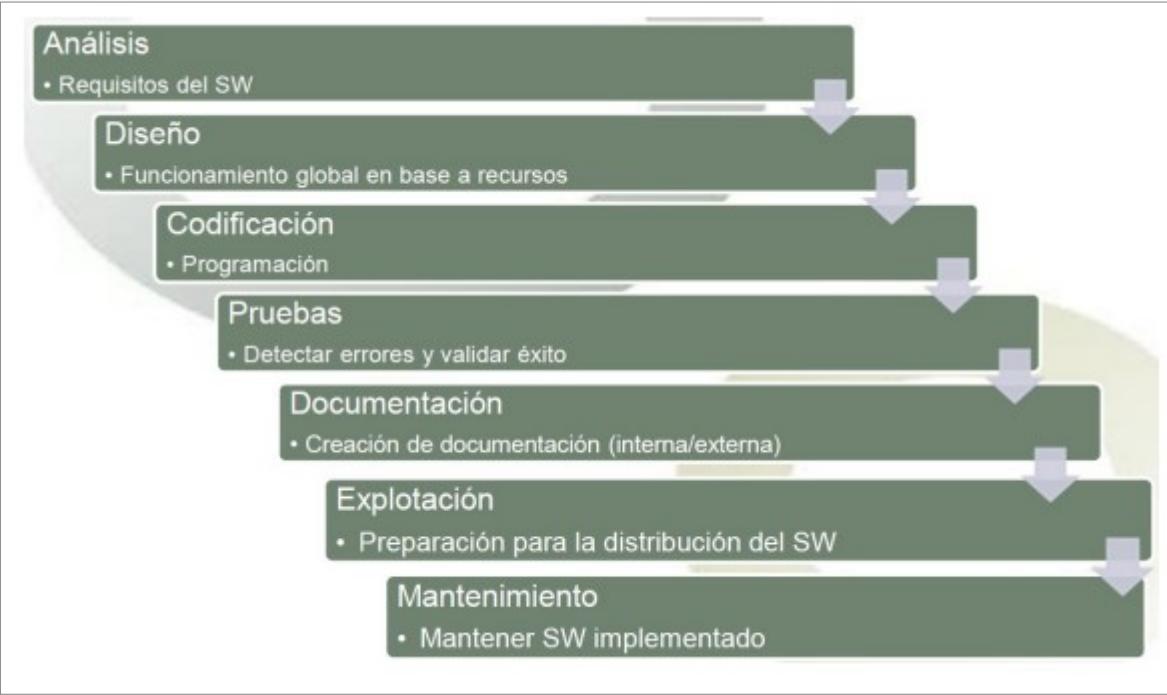 Análisis
• Requisitos del SW
Diseño
• Funcionamiento global en base a recursos
Codificación
• Programación
Pruebas
• Detectar errores y validar éxito
Documentación
• Creación de documentación (interna/externa)
Explotación
• Preparación para la distribución del SW
Mantenimiento
• Mantener SW implementado